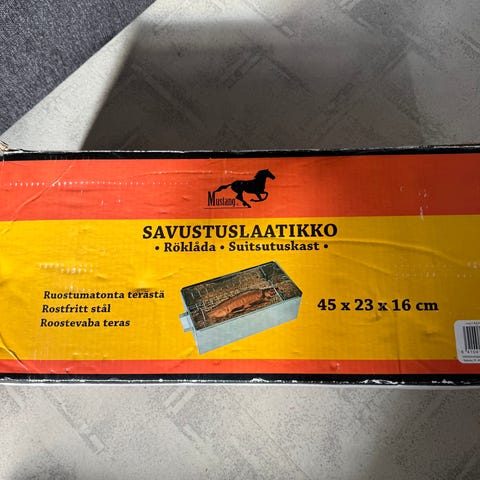 Mustang
SAVUSTUSLAATIKKO
• Röklåda • Suitsutuskast •
Ruostumatonta terästä
Rostfritt stål
Roostevaba teras
45 x 23 x 16 cm